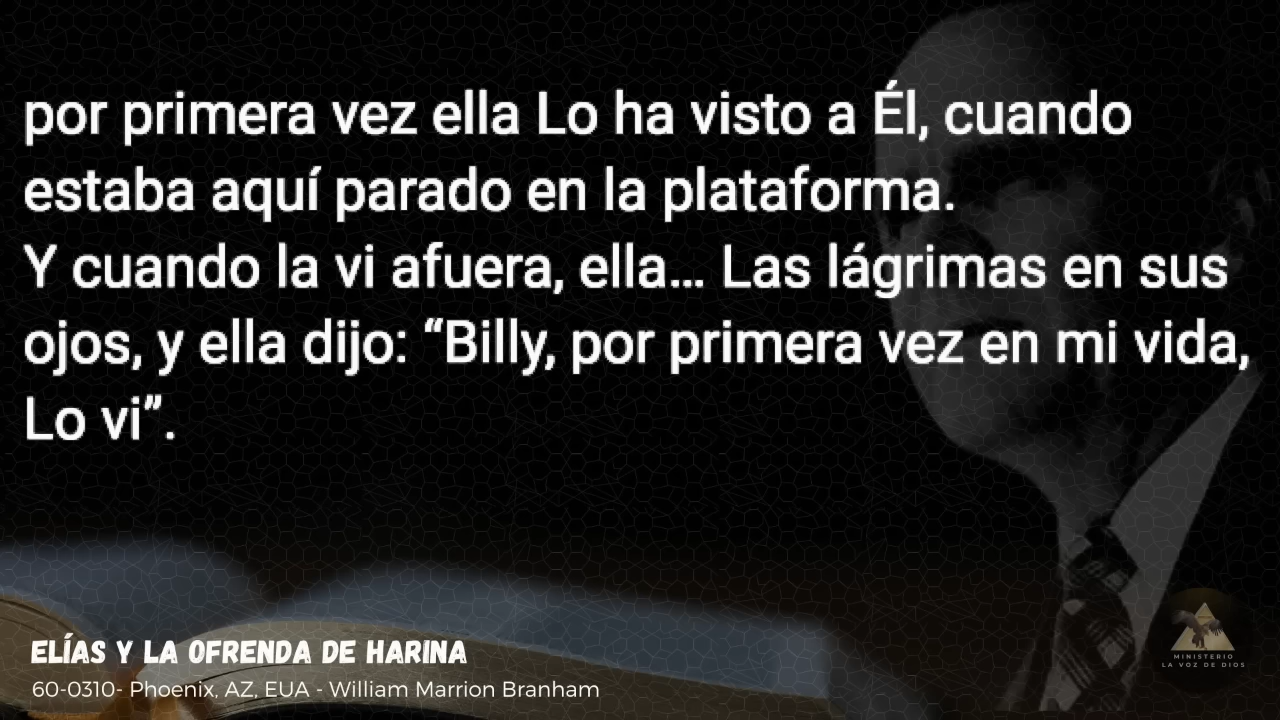 por primera vez ella Lo ha visto a Él, cuando
estaba aquí parado en la plataforma.
Y cuando la vi afuera, ella... Las lágrimas en sus
ojos, y ella dijo: “Billy, por primera vez en mi vida,
Lo vi”.
ELÍAS Y LA OFRENDA DE HARINA
60-0310- Phoenix, AZ, EUA - William Marrion Branham
MINISTERIO
LA VOZ DE DIOS